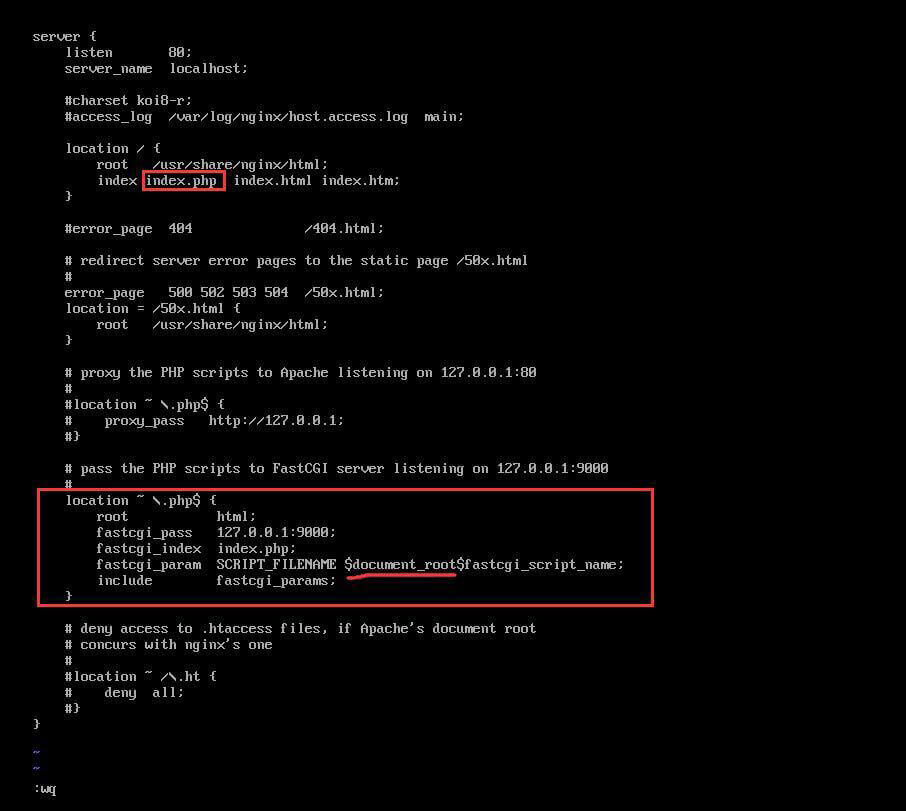 server {
    listen       80;
    server_name  localhost;
    #charset koi8-r;
    #access_log  /var/log/nginx/host.access.log  main;
    location / {
        root   /usr/share/nginx/html;
        index index.php  index.html index.htm;
    }
    #error_page  404              /404.html;
    # redirect server error pages to the static page /50x.html
    #
    error_page   500 502 503 504  /50x.html;
    location = /50x.html {
        root   /usr/share/nginx/html;
    }
    # proxy the PHP scripts to Apache listening on 127.0.0.1:80
    #
    #location ~ \.php$ {
    #    proxy_pass   http://127.0.0.1;
    #}
    # pass the PHP scripts to FastCGI server listening on 127.0.0.1:9000
    #
    location ~ \.php$ {
        root           html;
        fastcgi_pass   127.0.0.1:9000;
        fastcgi_index  index.php;
        fastcgi_param  SCRIPT_FILENAME $document_root$fastcgi_script_name;
        include        fastcgi_params;
    }
    # deny access to .htaccess files, if Apache's document root
    # concurs with nginx's one
    #
    #location ~ /\.ht {
    #    deny  all;
    #}
}
~
~
:wq